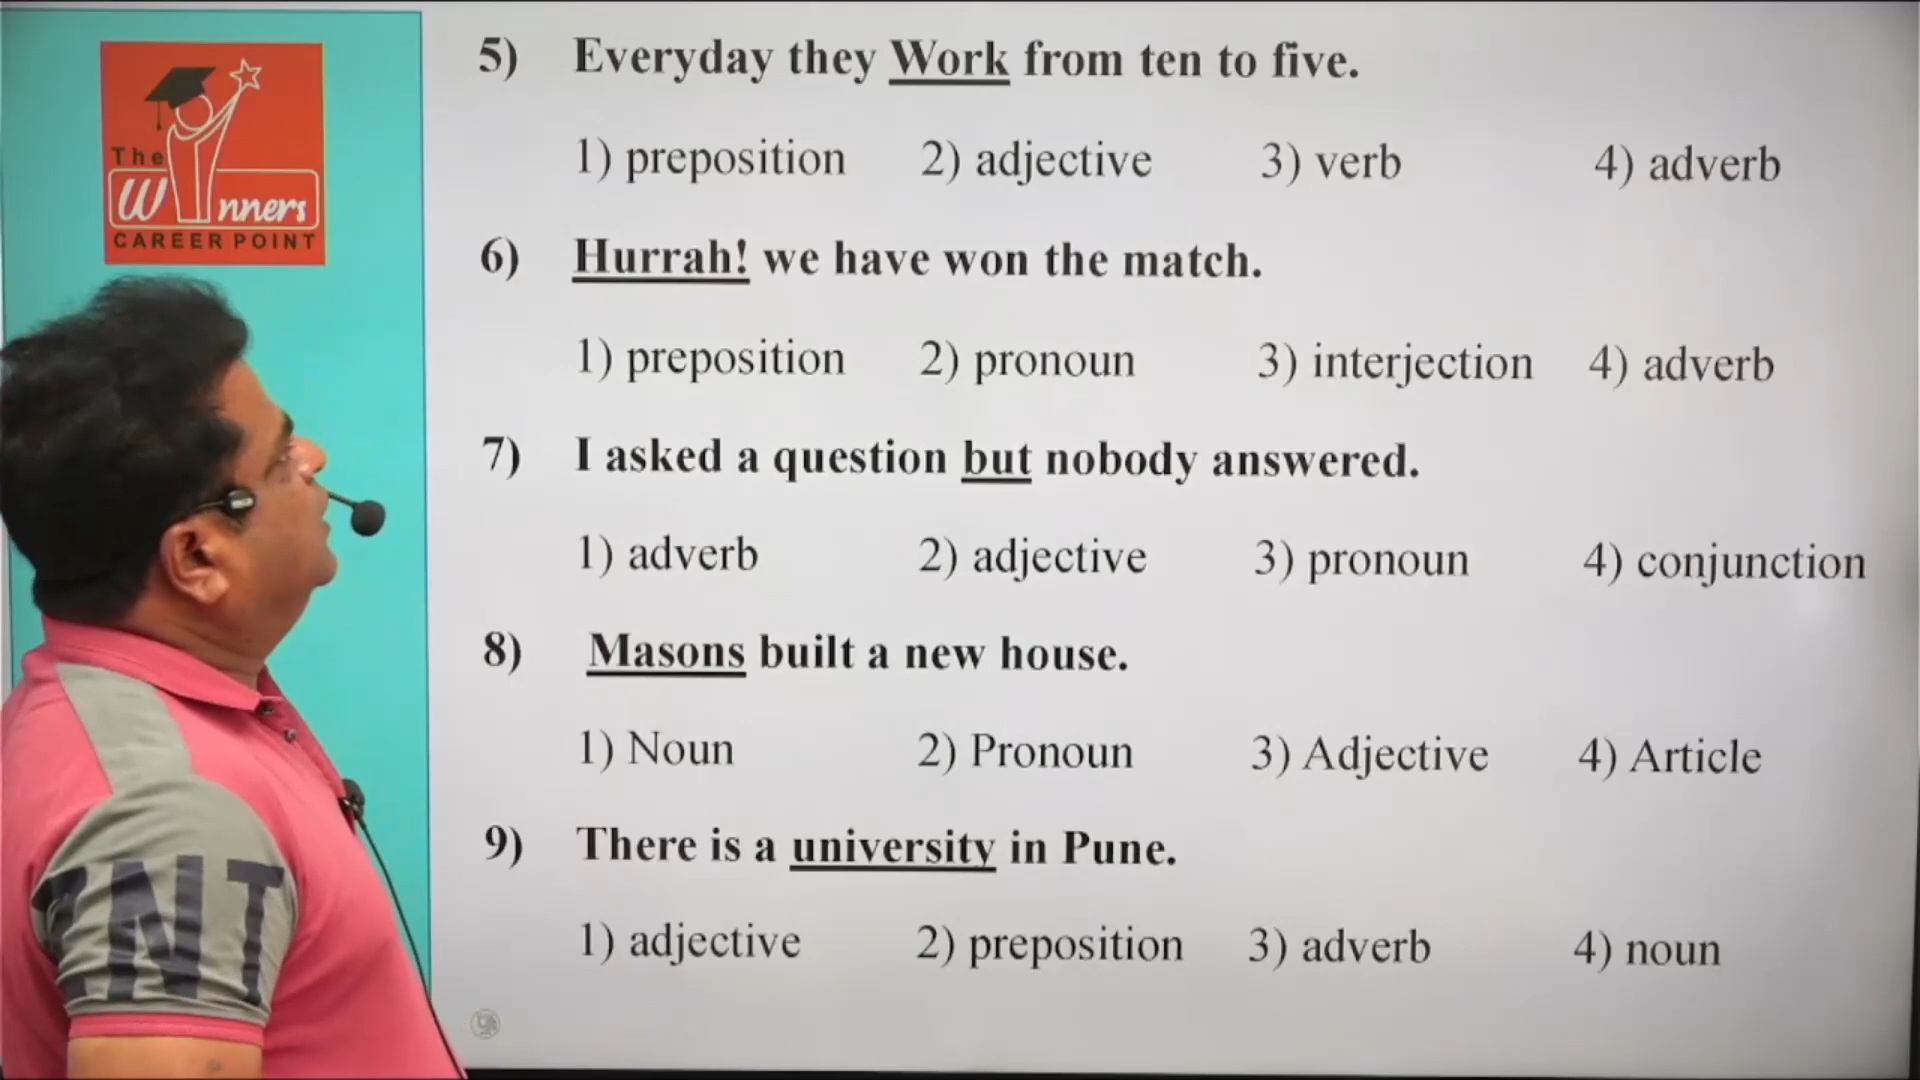 The
Winners
CAREER POINT
5) Everyday they Work from ten to five.
1) preposition 2) adjective 3) verb 4) adverb
6) Hurrah! we have won the match.
1) preposition 2) pronoun 3) interjection 4) adverb
7) I asked a question but nobody answered.
1) adverb 2) adjective 3) pronoun 4) conjunction
8) Masons built a new house.
1) Noun 2) Pronoun 3) Adjective 4) Article
9) There is a university in Pune.
1) adjective 2) preposition 3) adverb 4) noun